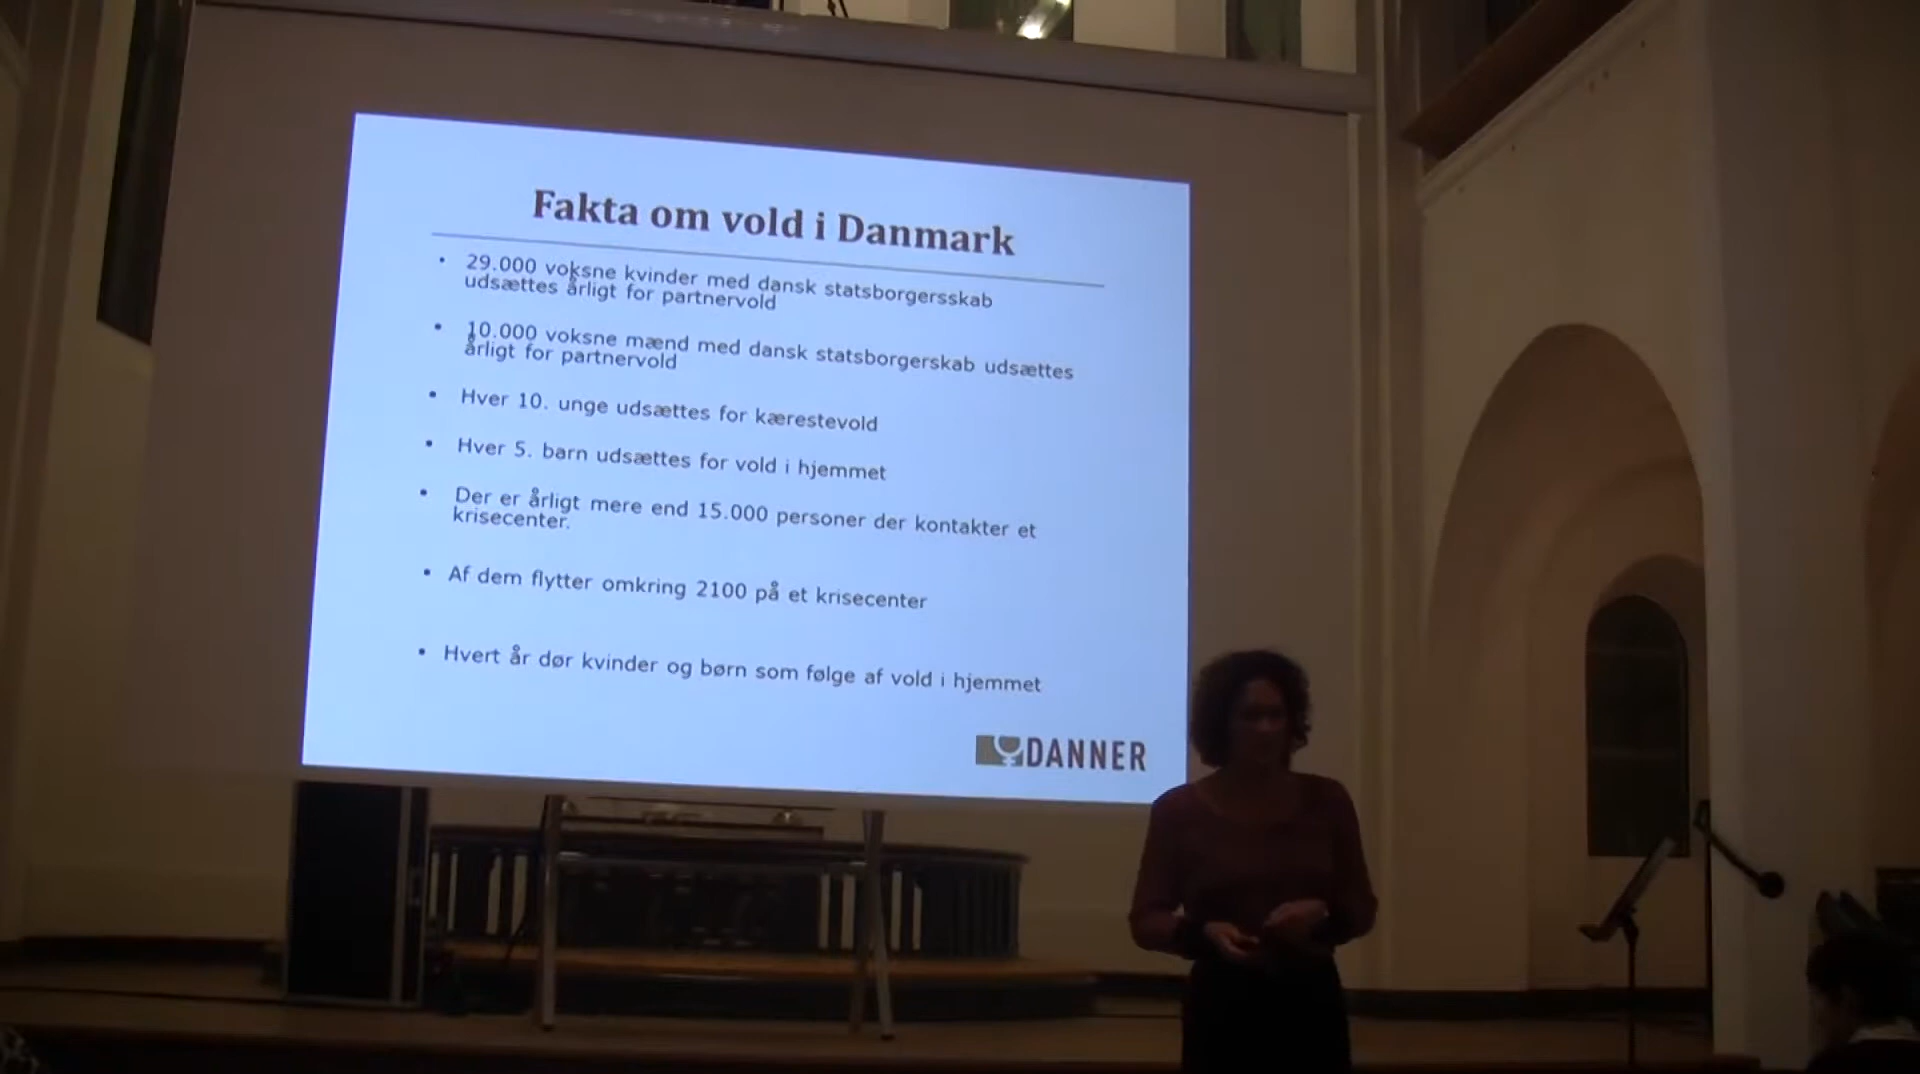 Fakta om vold i Danmark
• 29.000 voksne kvinder med dansk statsborgersskab
udsættes årligt for partnervold
• 10.000 voksne mænd med dansk statsborgerskab udsættes
årligt for partnervold
• Hver 10. unge udsættes for kærestevold
• Hver 5. barn udsættes for vold i hjemmet
• Der er årligt mere end 15.000 personer der kontakter et
krisecenter.
• Af dem flytter omkring 2100 på et krisecenter
• Hvert år dør kvinder og børn som følge af vold i hjemmet
DANNER